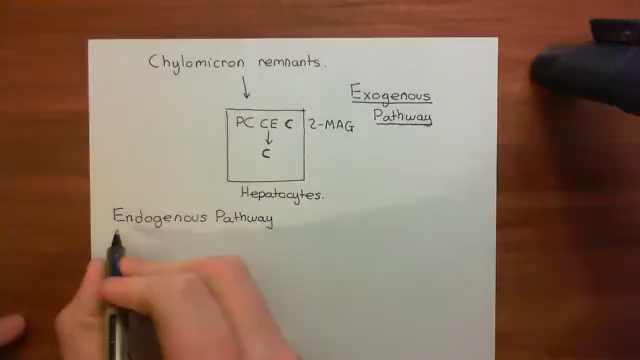 Chylomicron remnants.
Exogenous
Pathway
PC CE C 2-MAG
C
Hepatocytes.
Endogenous Pathway